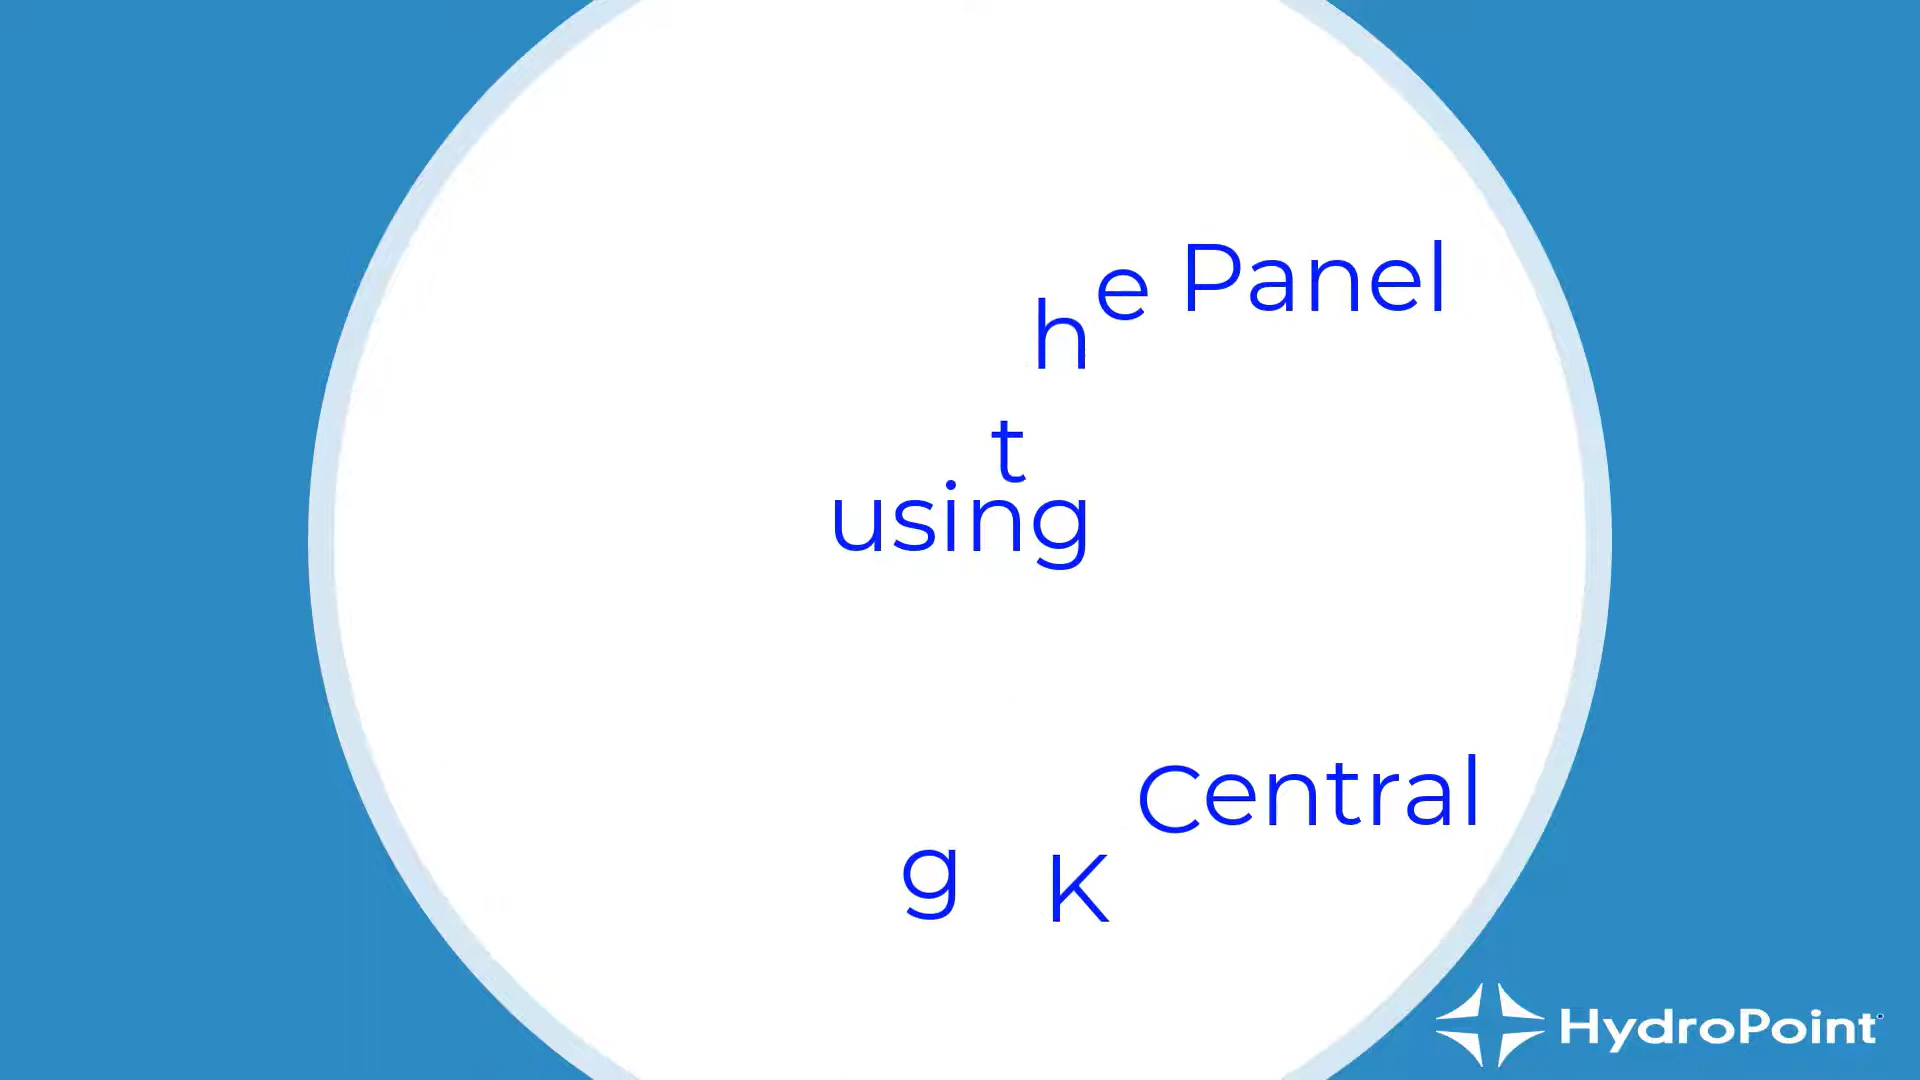 he Panel
t
using
g K Central
HydroPoint